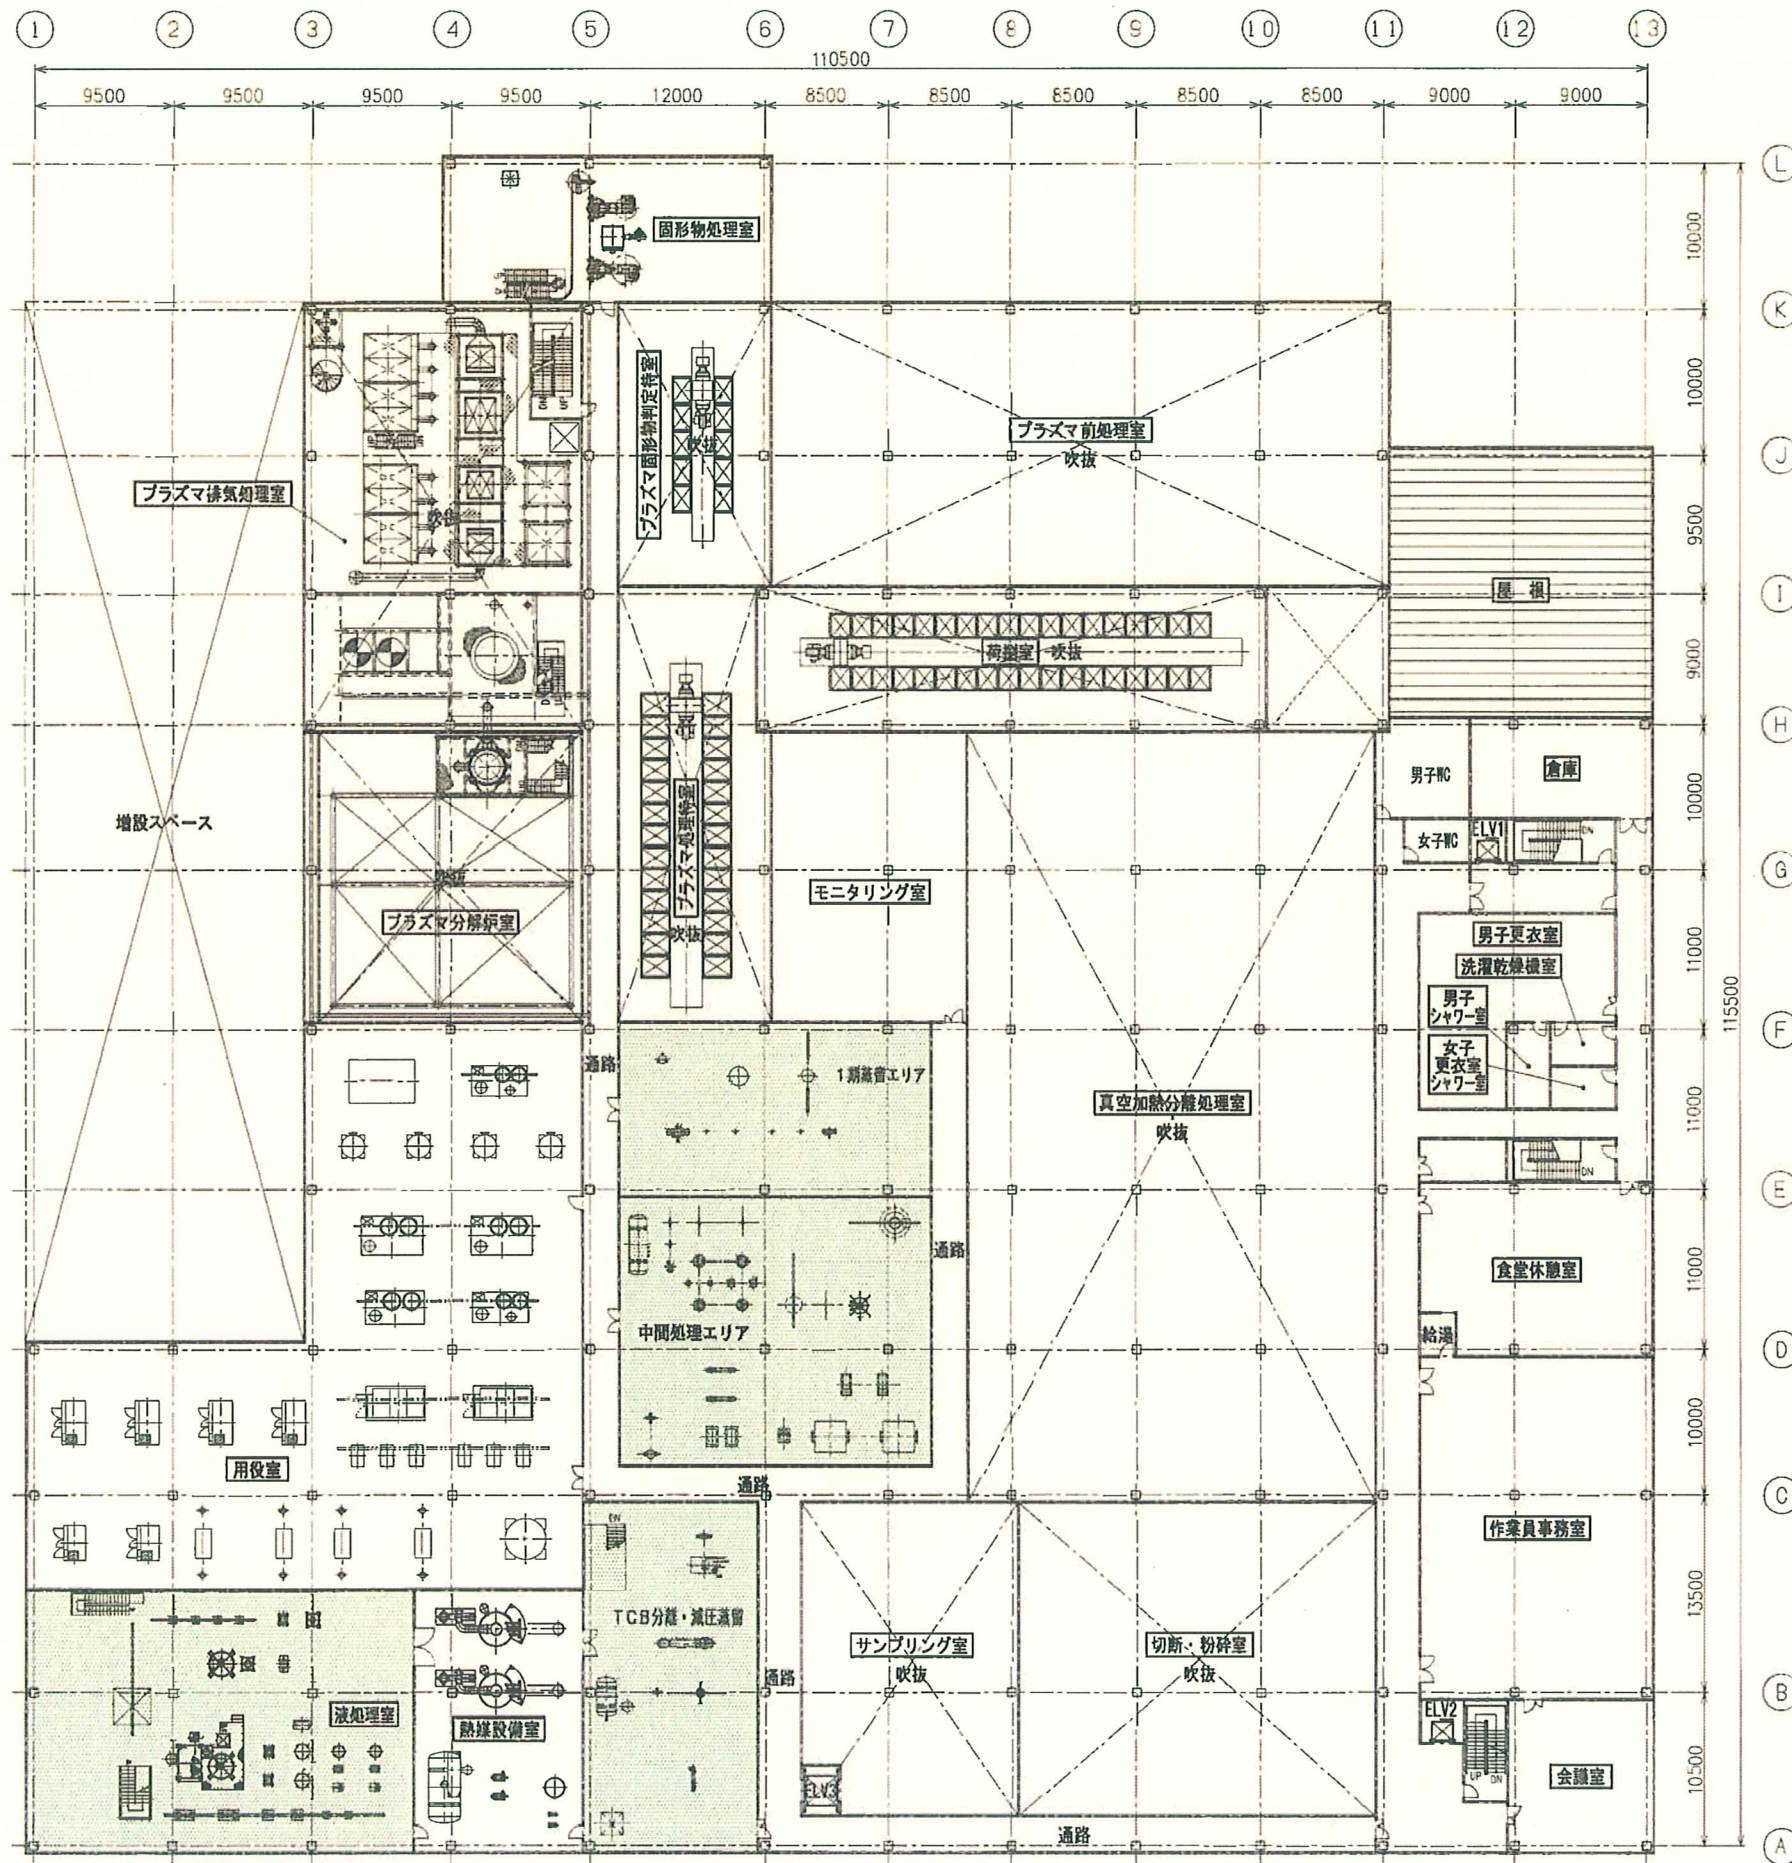 1 2 3 4 5 6 7 8 9 10 11 12 13
110500
9500 9500 9500 9500 12000 8500 8500 8500 8500 8500 9000 9000
L
固形物処理室
10000
K
プラズマ固形物判定待室
吹抜
DN UP
10000
プラズマ前処理室
吹抜
J
プラズマ排気処理室
9500
屋 根
I
荷捌室 吹抜
9000
H
男子WC
倉庫
10000
増設スペース
プラズマ処理待室
吹抜
女子WC
ELV1
DN
G
モニタリング室
プラズマ分解炉室
男子更衣室
11000
洗濯乾燥機室
男子
シャワー室
115500
F
女子
更衣室
シャワー室
通路
1期蒸留エリア
真空加熱分離処理室
吹抜
11000
DN
E
通路
食堂休憩室
11000
中間処理エリア
給湯
D
10000
用役室
通路
C
作業員事務室
DN
13500
TCB分離・減圧蒸留
サンプリング室
吹抜
切断・粉砕室
吹抜
通路
B
液処理室
熱媒設備室
ELV2
UP DN
会議室
10500
通路
A